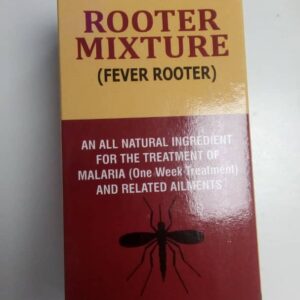 ROOTER
MIXTURE
(FEVER ROOTER)
AN ALL NATURAL INGREDIENT
FOR THE TREATMENT OF
MALARIA (One Week Treatment)
AND RELATED AILMENTS